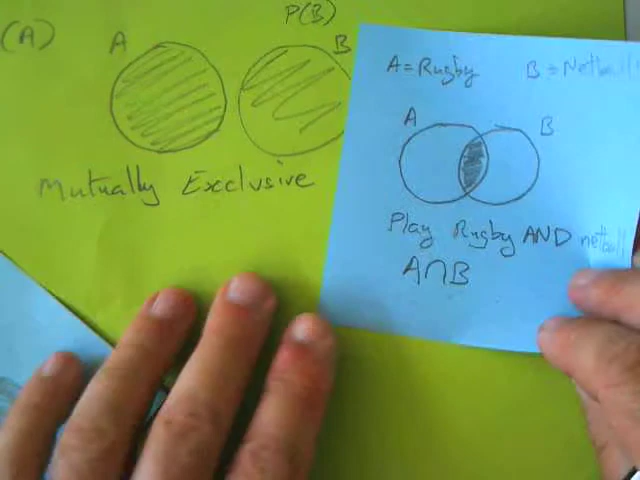 P(B)
(A)
A
B
Mutually Exclusive
A = Rugby B = Netball
A
B
Play Rugby AND netball
A∩B